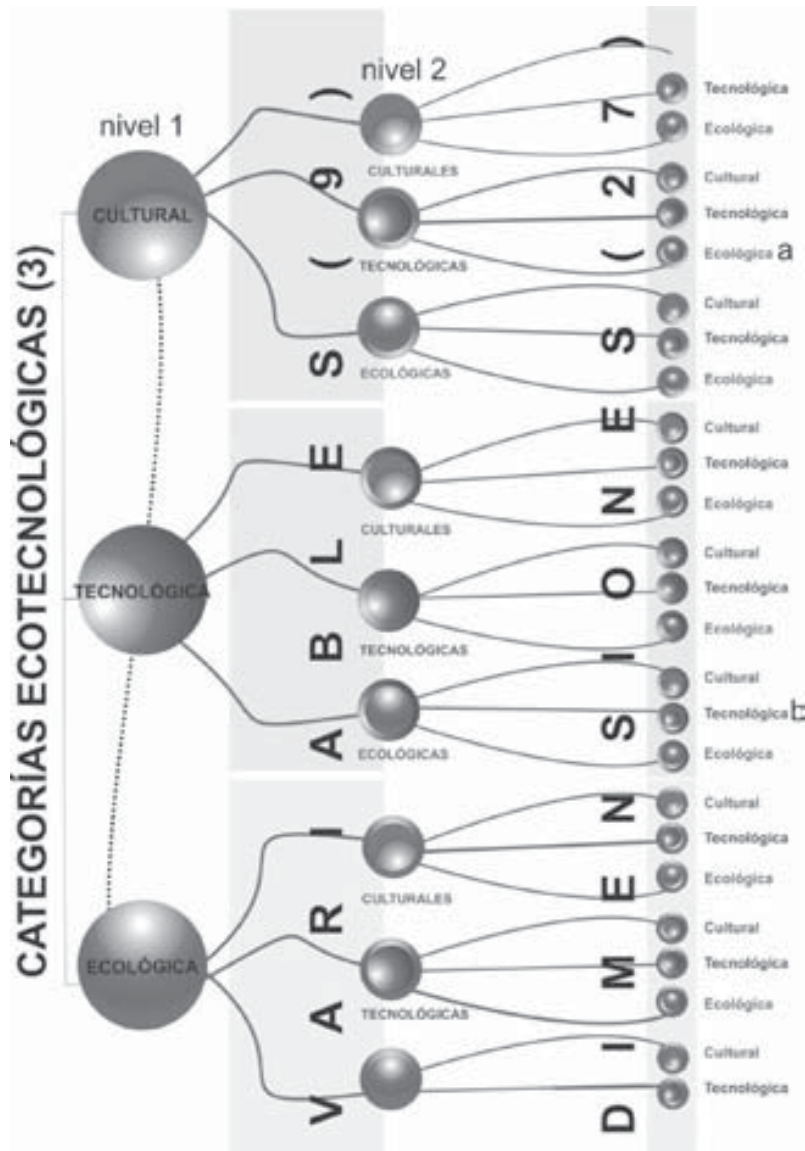 CATEGORÍAS ECOTECNOLÓGICAS (3)
VARIABLES (9)
DIMENSIONES (27)
nivel 1
nivel 2
CULTURAL
CULTURALES
Tecnológica
Ecológica
TECNOLÓGICAS
Cultural
Tecnológica
Ecológica a
ECOLÓGICAS
Cultural
Tecnológica
Ecológica
TECNOLÓGICA
CULTURALES
Cultural
Tecnológica
Ecológica
TECNOLÓGICAS
Cultural
Tecnológica
Ecológica
ECOLÓGICAS
Cultural
Tecnológica b
Ecológica
ECOLÓGICA
CULTURALES
Cultural
Tecnológica
Ecológica
TECNOLÓGICAS
Cultural
Tecnológica
Ecológica
Cultural
Tecnológica